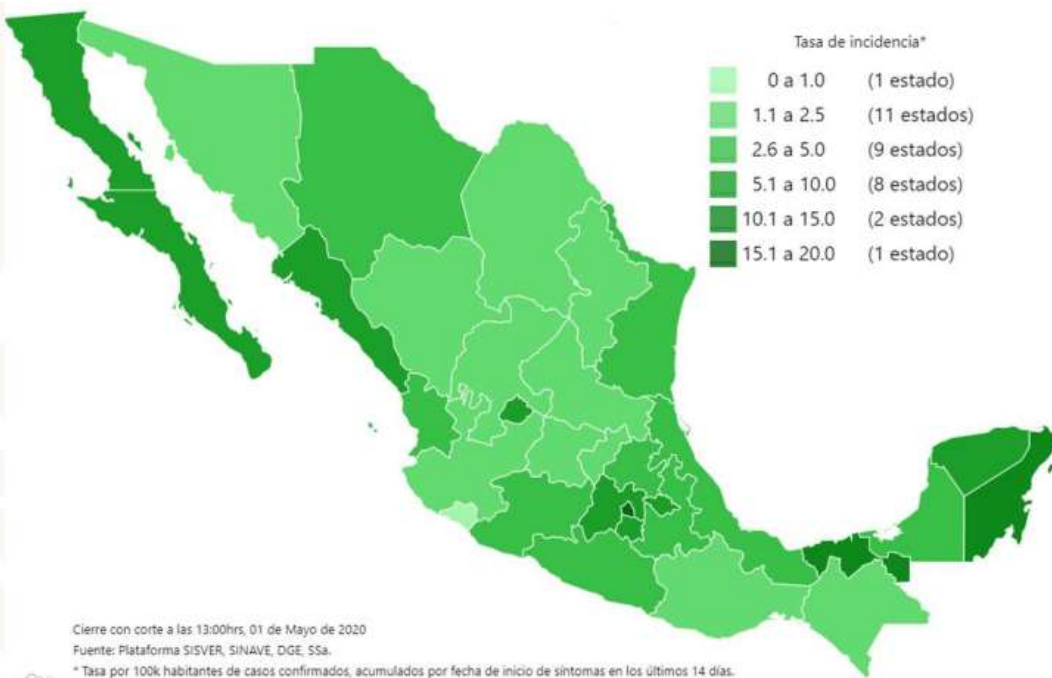 Tasa de incidencia*
0 a 1.0 (1 estado)
1.1 a 2.5 (11 estados)
2.6 a 5.0 (9 estados)
5.1 a 10.0 (8 estados)
10.1 a 15.0 (2 estados)
15.1 a 20.0 (1 estado)
Cierre con corte a las 13:00hrs, 01 de Mayo de 2020
Fuente: Plataforma SISVER, SINAVE, DGE, SSa.
* Tasa por 100k habitantes de casos confirmados, acumulados por fecha de inicio de síntomas en los últimos 14 días.